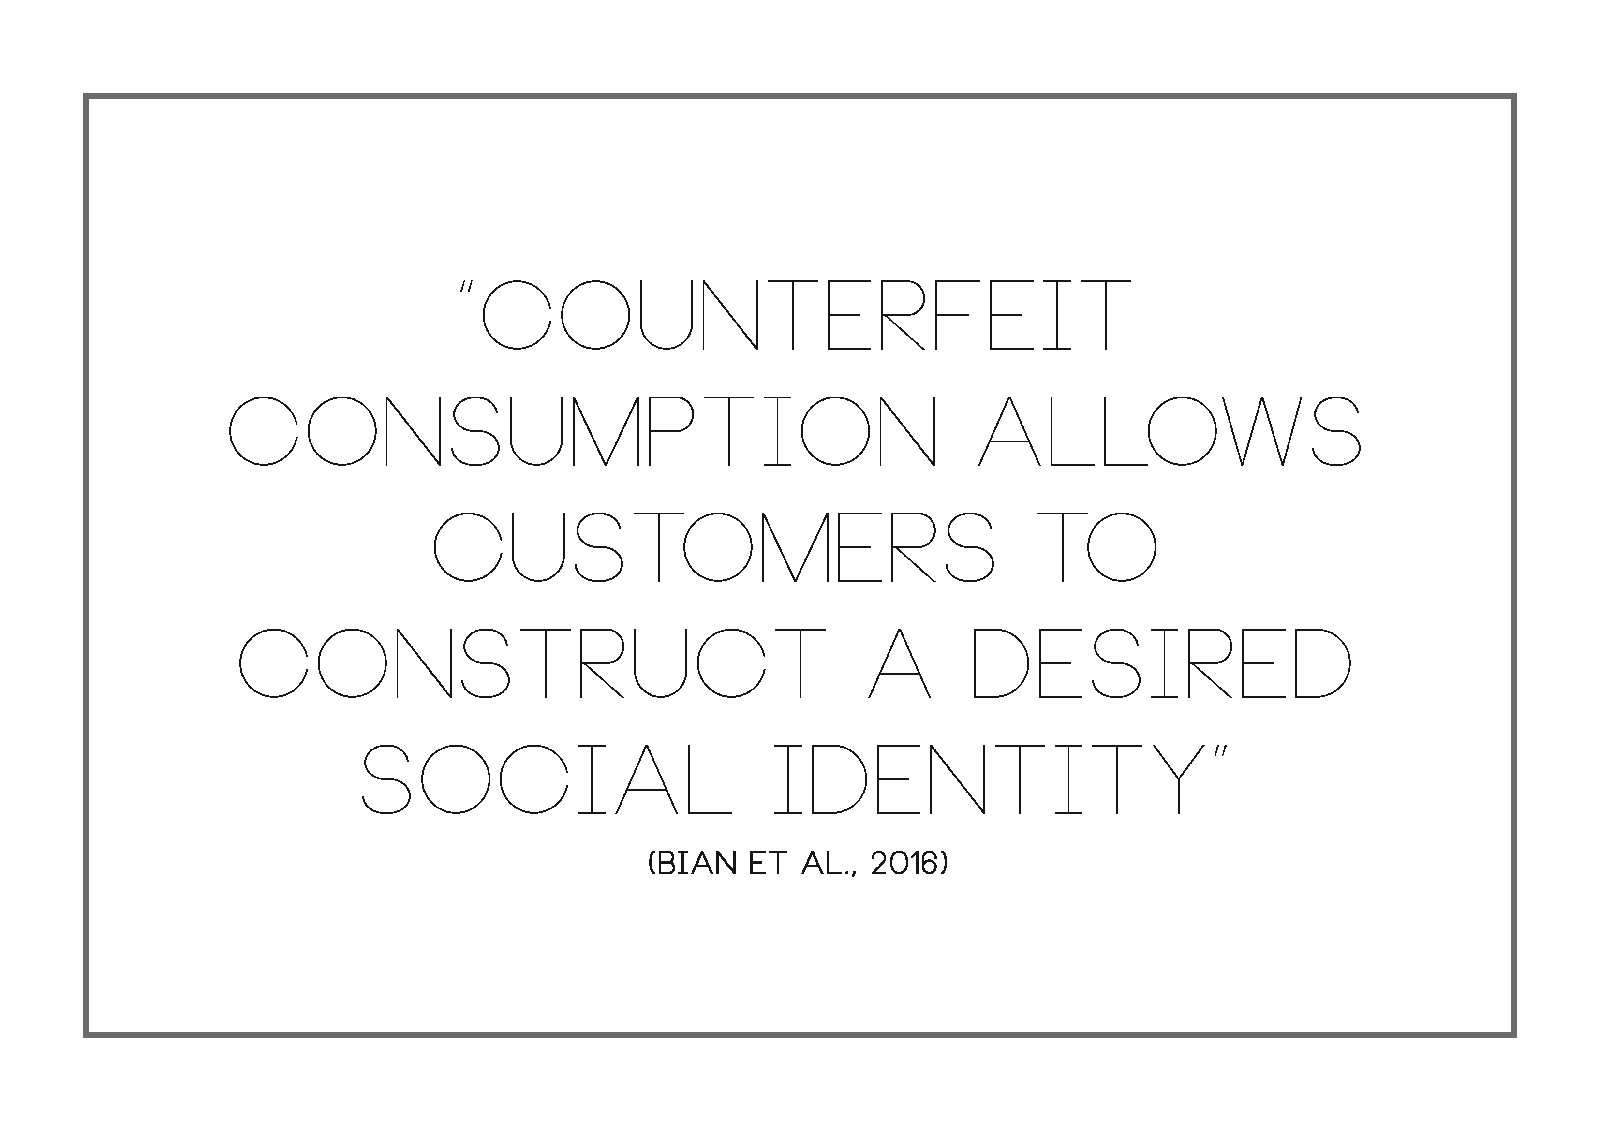 “COUNTERFEIT
CONSUMPTION ALLOWS
CUSTOMERS TO
CONSTRUCT A DESIRED
SOCIAL IDENTITY”
(BIAN ET AL., 2016)